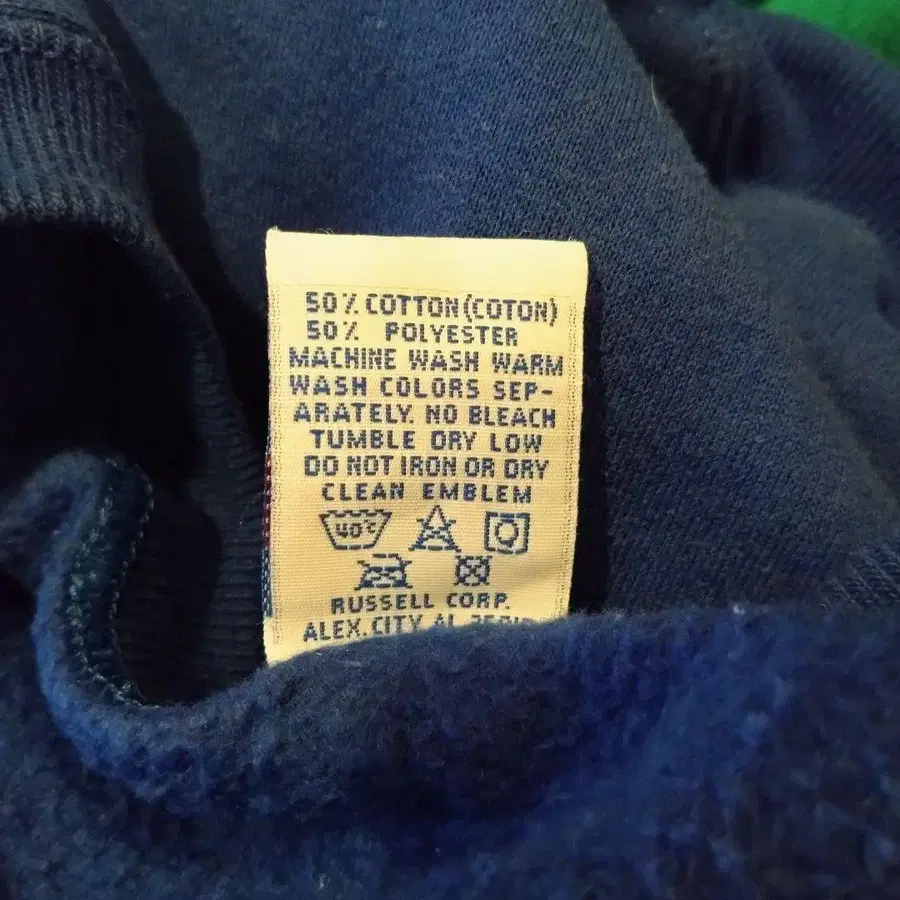 50% COTTON (COTON)
50% POLYESTER
MACHINE WASH WARM
WASH COLORS SEP-
ARATELY. NO BLEACH
TUMBLE DRY LOW
DO NOT IRON OR DRY
CLEAN EMBLEM
40°C
RUSSELL CORP.
ALEX. CITY AL